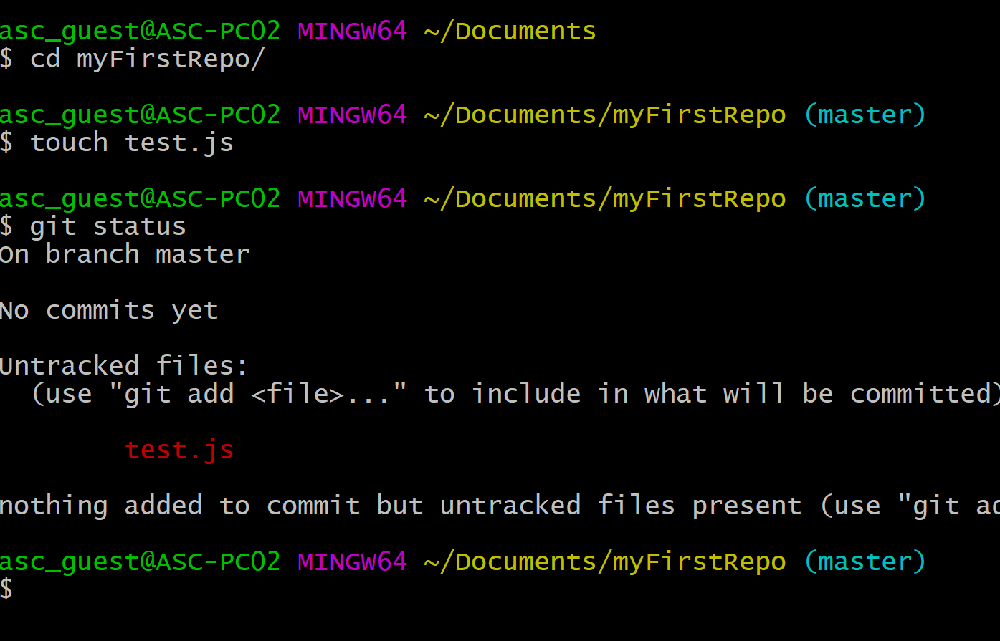 asc_guest@ASC-PC02 MINGW64 ~/Documents
$ cd myFirstRepo/
asc_guest@ASC-PC02 MINGW64 ~/Documents/myFirstRepo (master)
$ touch test.js
asc_guest@ASC-PC02 MINGW64 ~/Documents/myFirstRepo (master)
$ git status
On branch master
No commits yet
Untracked files:
  (use "git add <file>..." to include in what will be committed)
        test.js
nothing added to commit but untracked files present (use "git ad
asc_guest@ASC-PC02 MINGW64 ~/Documents/myFirstRepo (master)
$